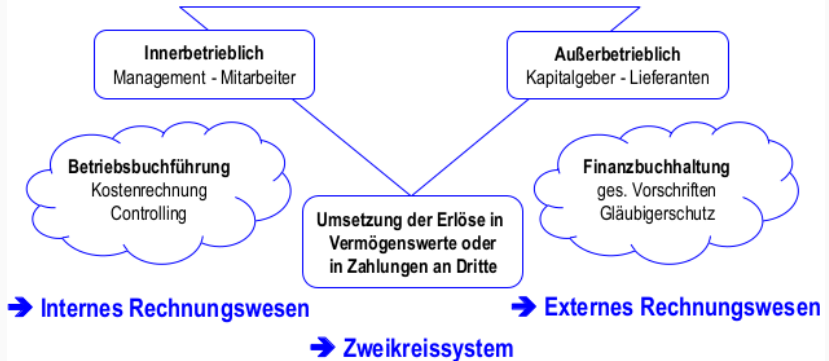 Innerbetrieblich
Management - Mitarbeiter
Außerbetrieblich
Kapitalgeber - Lieferanten
Betriebsbuchführung
Kostenrechnung
Controlling
Umsetzung der Erlöse in
Vermögenswerte oder
in Zahlungen an Dritte
Finanzbuchhaltung
ges. Vorschriften
Gläubigerschutz
➔ Internes Rechnungswesen
➔ Externes Rechnungswesen
➔ Zweikreissystem